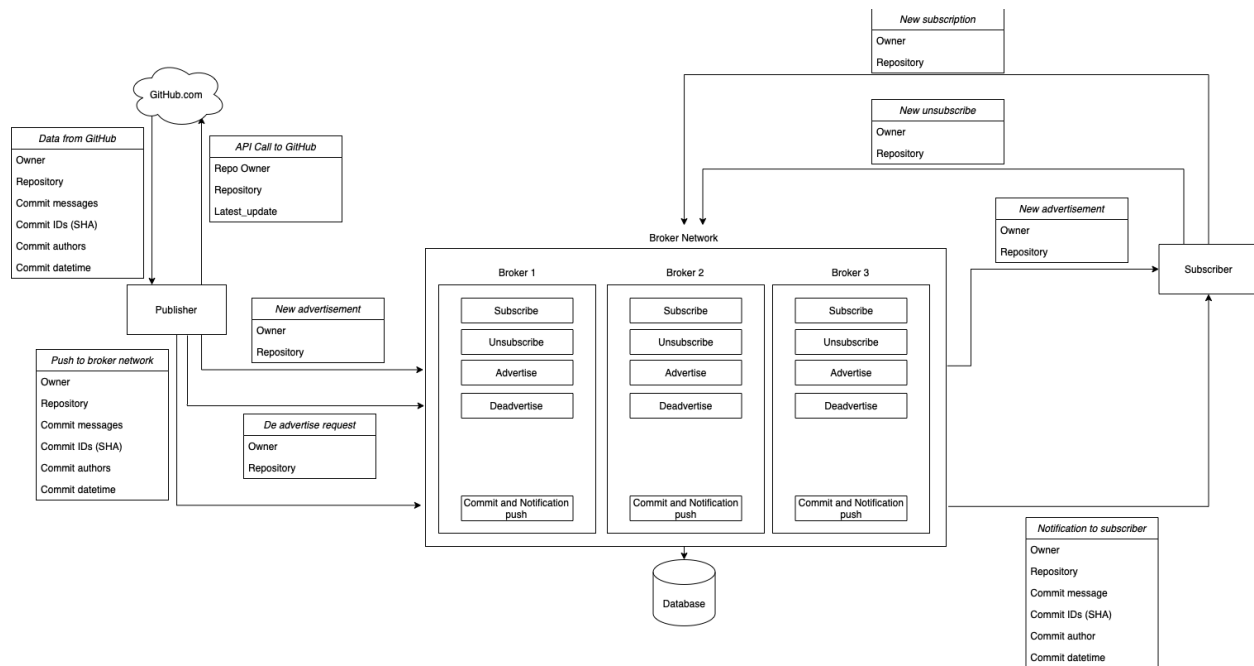 New subscription
Owner
Repository
GitHub.com
New unsubscribe
Owner
Repository
Data from GitHub
Owner
Repository
Commit messages
Commit IDs (SHA)
Commit authors
Commit datetime
API Call to GitHub
Repo Owner
Repository
Latest_update
New advertisement
Owner
Repository
Broker Network
Subscriber
Publisher
New advertisement
Owner
Repository
Broker 1
Subscribe
Unsubscribe
Advertise
Deadvertise
Commit and Notification
push
Broker 2
Subscribe
Unsubscribe
Advertise
Deadvertise
Commit and Notification
push
Broker 3
Subscribe
Unsubscribe
Advertise
Deadvertise
Commit and Notification
push
Push to broker network
Owner
Repository
Commit messages
Commit IDs (SHA)
Commit authors
Commit datetime
De advertise request
Owner
Repository
Database
Notification to subscriber
Owner
Repository
Commit message
Commit IDs (SHA)
Commit author
Commit datetime